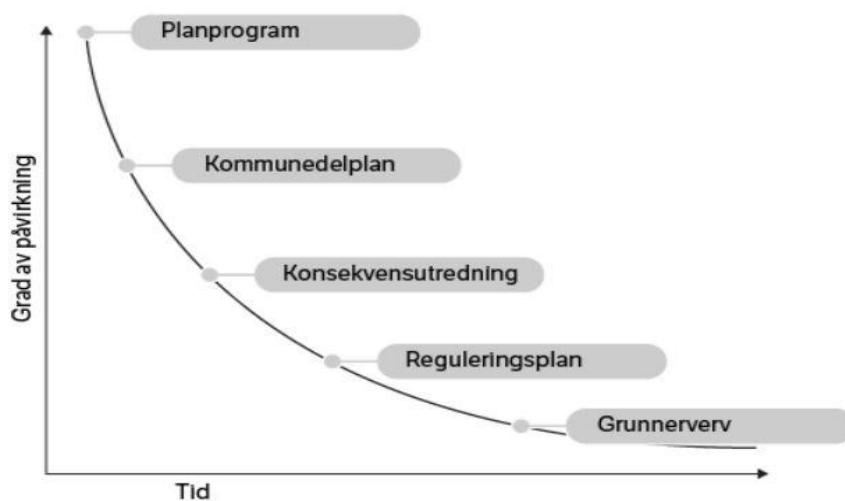 Planprogram
Kommunedelplan
Konsekvensutredning
Reguleringsplan
Grunnerverv
Grad av påvirkning
Tid